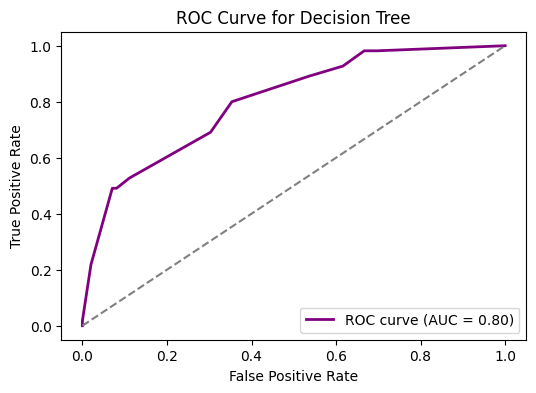 ROC Curve for Decision Tree
True Positive Rate
1.0
0.8
0.6
0.4
0.2
0.0
ROC curve (AUC = 0.80)
0.0 0.2 0.4 0.6 0.8 1.0
False Positive Rate